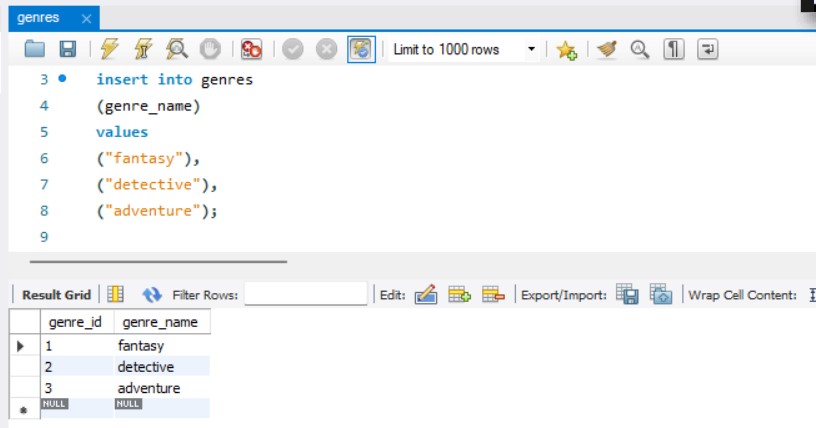 genres
Limit to 1000 rows
3 insert into genres
4 (genre_name)
5 values
6 ("fantasy"),
7 ("detective"),
8 ("adventure");
9
Result Grid Filter Rows: Edit: Export/Import: Wrap Cell Content:
genre_id genre_name
1 fantasy
2 detective
3 adventure
NULL NULL